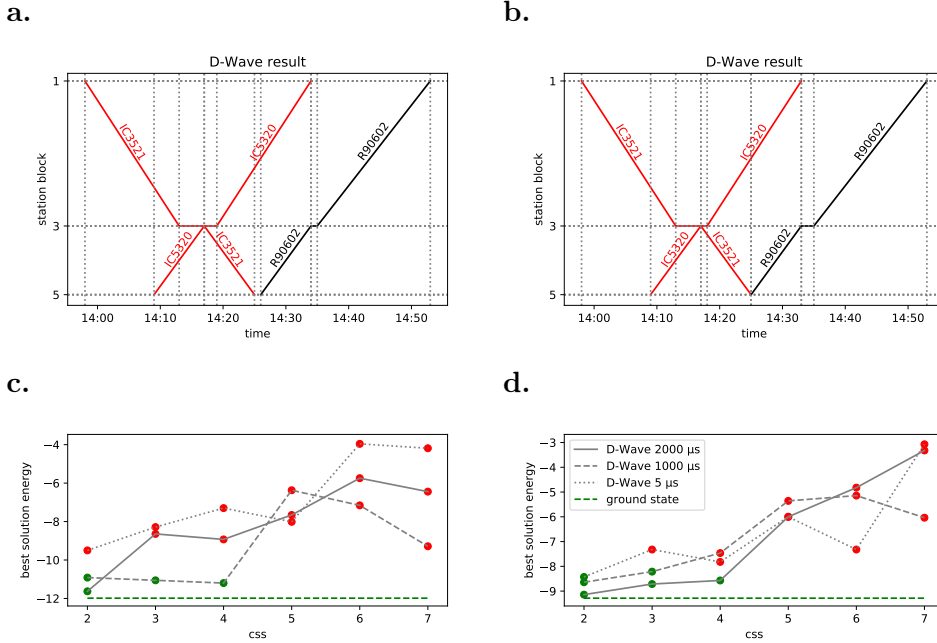 a.
D-Wave result
1
3
5
station block
IC3521
IC5320
R90602
IC5320
IC3521
R90602
14:00 14:10 14:20 14:30 14:40 14:50
time
b.
D-Wave result
1
3
5
station block
IC3521
IC5320
R90602
IC5320
IC3521
R90602
14:00 14:10 14:20 14:30 14:40 14:50
time
c.
−4
−6
−8
−10
−12
best solution energy
2 3 4 5 6 7
css
d.
−3
−4
−5
−6
−7
−8
−9
best solution energy
D-Wave 2000 μs
D-Wave 1000 μs
D-Wave 5 μs
ground state
2 3 4 5 6 7
css